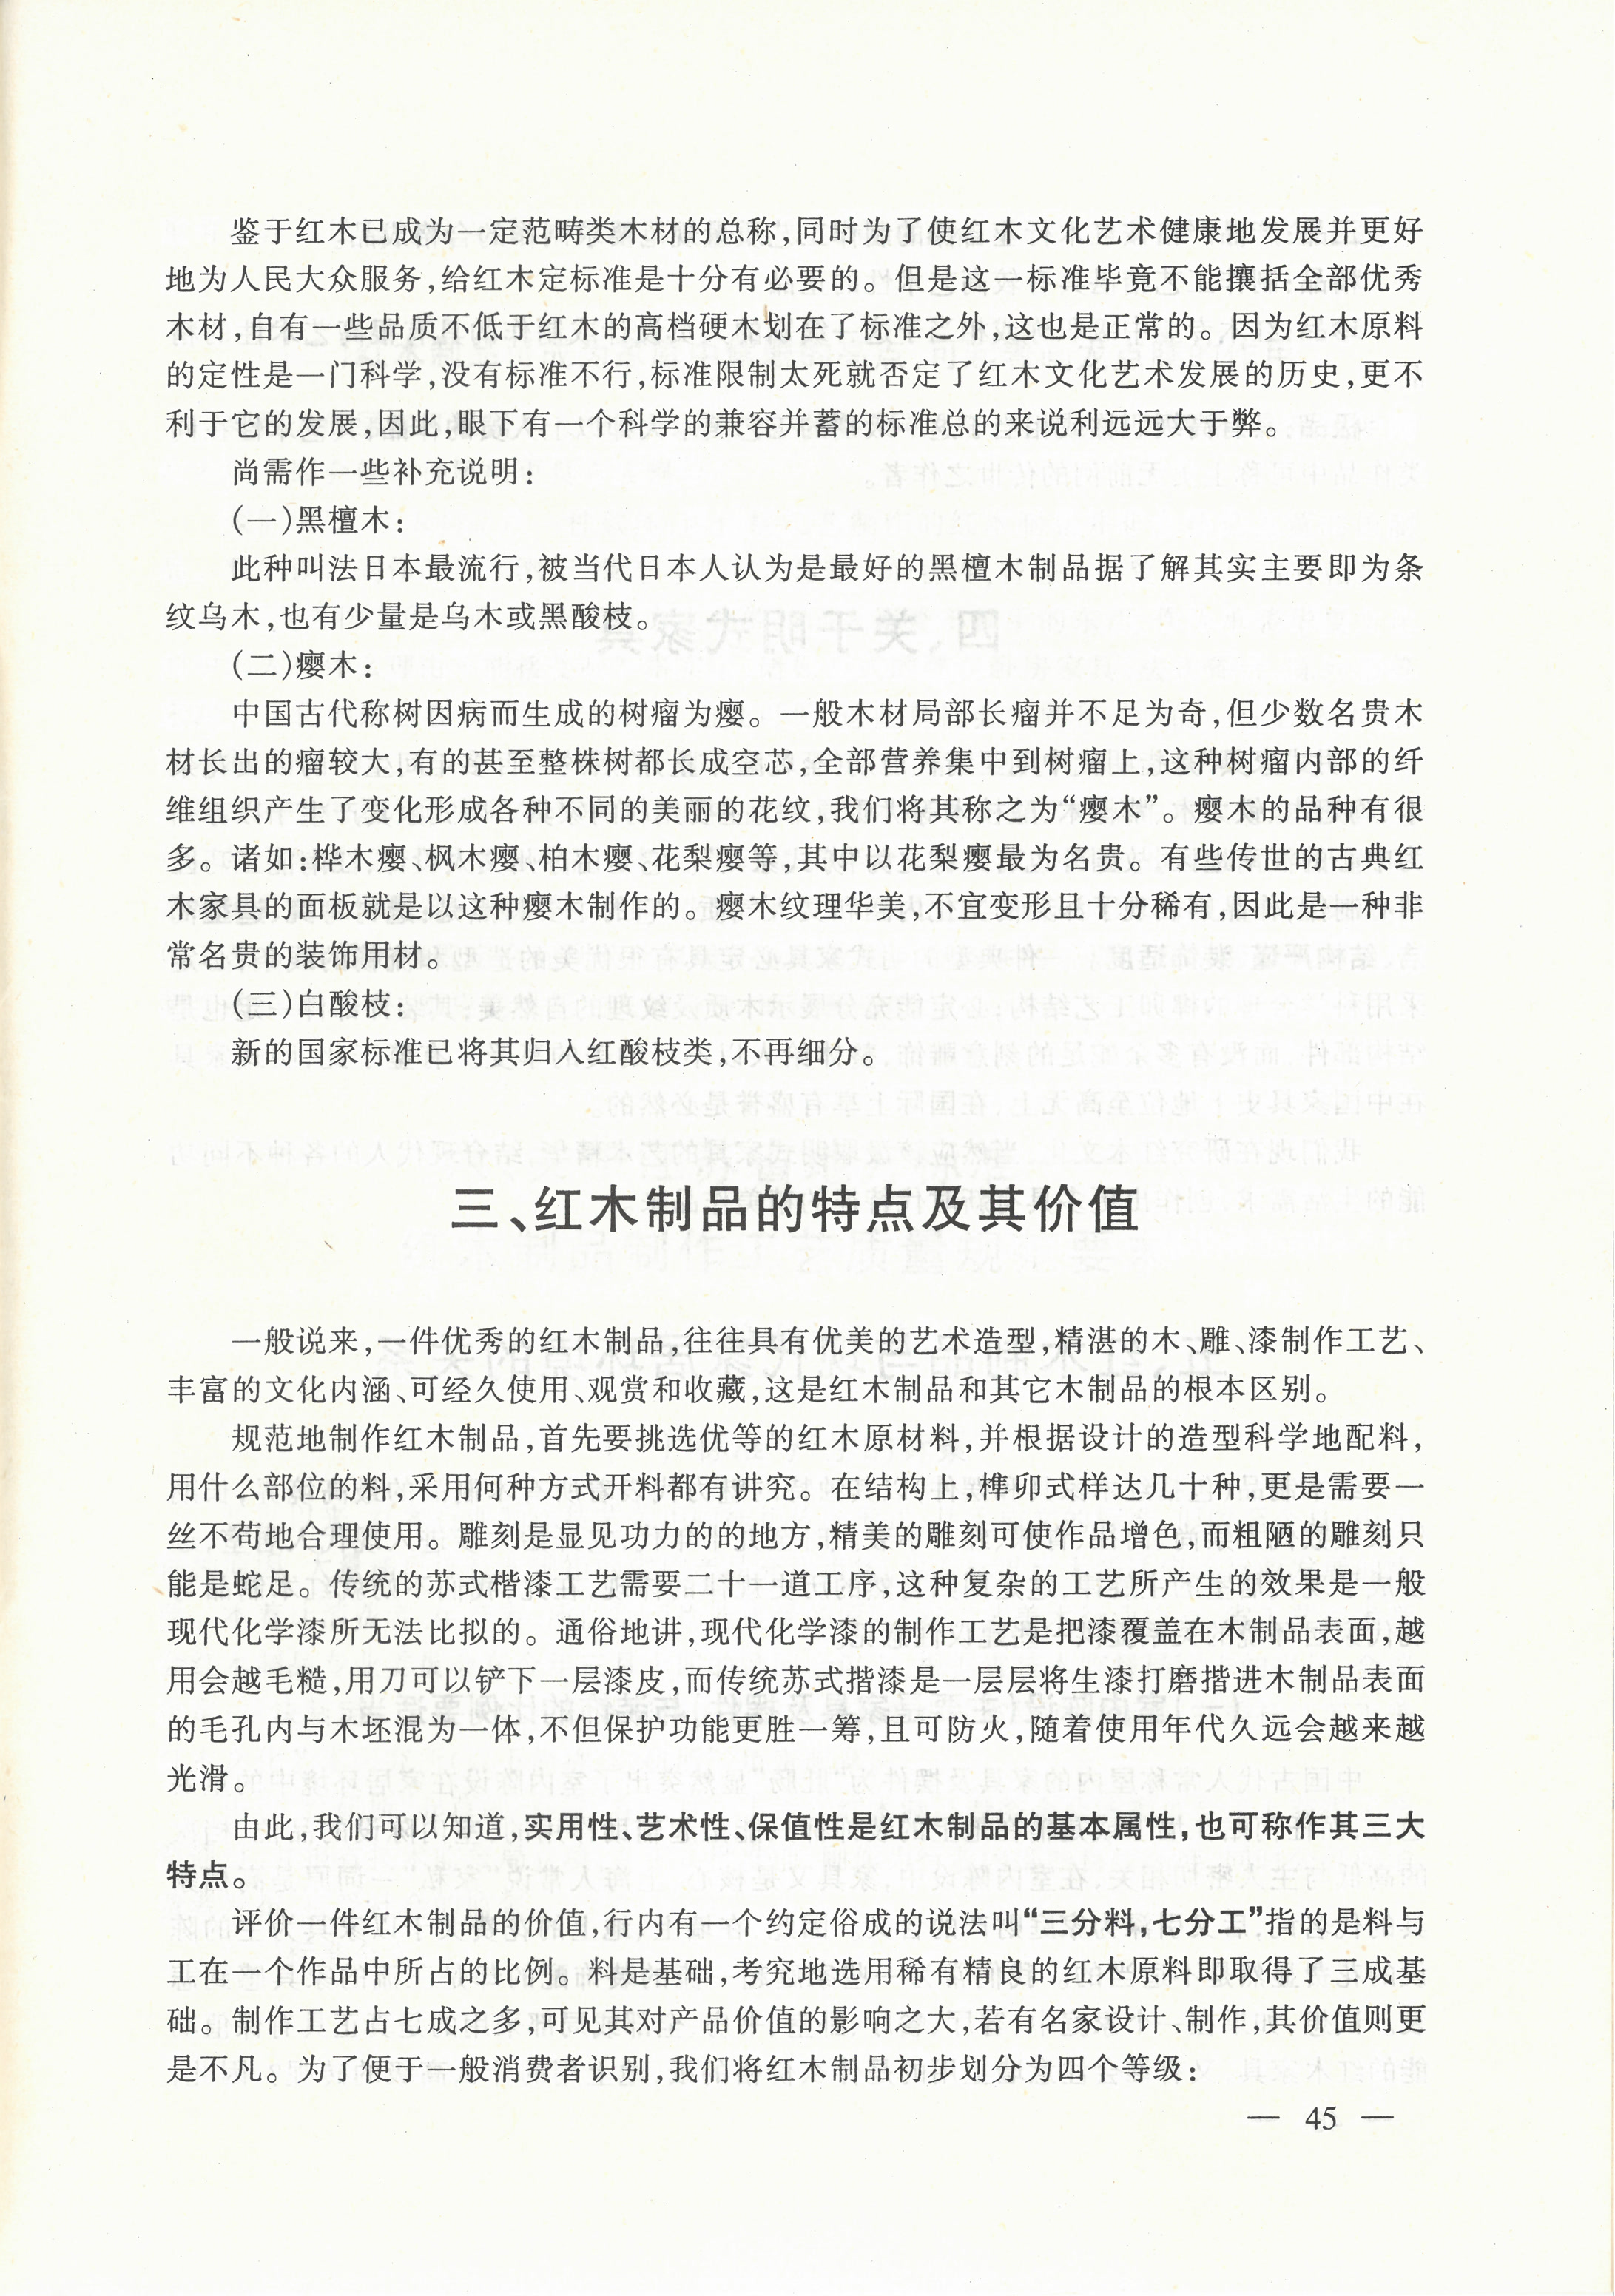 鉴于红木已成为一定范畴类木材的总称,同时为了使红木文化艺术健康地发展并更好
地为人民大众服务,给红木定标准是十分有必要的。但是这一标准毕竟不能攘括全部优秀
木材,自有一些品质不低于红木的高档硬木划在了标准之外,这也是正常的。因为红木原料
的定性是一门科学,没有标准不行,标准限制太死就否定了红木文化艺术发展的历史,更不
利于它的发展,因此,眼下有一个科学的兼容并蓄的标准总的来说利远远大于弊。
尚需作一些补充说明:
(一)黑檀木:
此种叫法日本最流行,被当代日本人认为是最好的黑檀木制品据了解其实主要即为条
纹乌木,也有少量是乌木或黑酸枝。
(二)瘿木:
中国古代称树因病而生成的树瘤为瘿。一般木材局部长瘤并不足为奇,但少数名贵木
材长出的瘤较大,有的甚至整株树都长成空芯,全部营养集中到树瘤上,这种树瘤内部的纤
维组织产生了变化形成各种不同的美丽的花纹,我们将其称之为“瘿木”。瘿木的品种有很
多。诸如:桦木瘿、枫木瘿、柏木瘿、花梨瘿等,其中以花梨瘿最为名贵。有些传世的古典红
木家具的面板就是以这种瘿木制作的。瘿木纹理华美,不宜变形且十分稀有,因此是一种非
常名贵的装饰用材。
(三)白酸枝:
新的国家标准已将其归入红酸枝类,不再细分。
三、红木制品的特点及其价值
一般说来,一件优秀的红木制品,往往具有优美的艺术造型,精湛的木、雕、漆制作工艺、
丰富的文化内涵、可经久使用、观赏和收藏,这是红木制品和其它木制品的根本区别。
规范地制作红木制品,首先要挑选优等的红木原材料,并根据设计的造型科学地配料,
用什么部位的料,采用何种方式开料都有讲究。在结构上,榫卯式样达几十种,更是需要一
丝不苟地合理使用。雕刻是显见功力的的地方,精美的雕刻可使作品增色,而粗陋的雕刻只
能是蛇足。传统的苏式楷漆工艺需要二十一道工序,这种复杂的工艺所产生的效果是一般
现代化学漆所无法比拟的。通俗地讲,现代化学漆的制作工艺是把漆覆盖在木制品表面,越
用会越毛糙,用刀可以铲下一层漆皮,而传统苏式揩漆是一层层将生漆打磨揩进木制品表面
的毛孔内与木坯混为一体,不但保护功能更胜一筹,且可防火,随着使用年代久远会越来越
光滑。
由此,我们可以知道,实用性、艺术性、保值性是红木制品的基本属性,也可称作其三大
特点。
评价一件红木制品的价值,行内有一个约定俗成的说法叫“三分料,七分工”指的是料与
工在一个作品中所占的比例。料是基础,考究地选用稀有精良的红木原料即取得了三成基
础。制作工艺占七成之多,可见其对产品价值的影响之大,若有名家设计、制作,其价值则更
是不凡。为了便于一般消费者识别,我们将红木制品初步划分为四个等级:
— 45 —